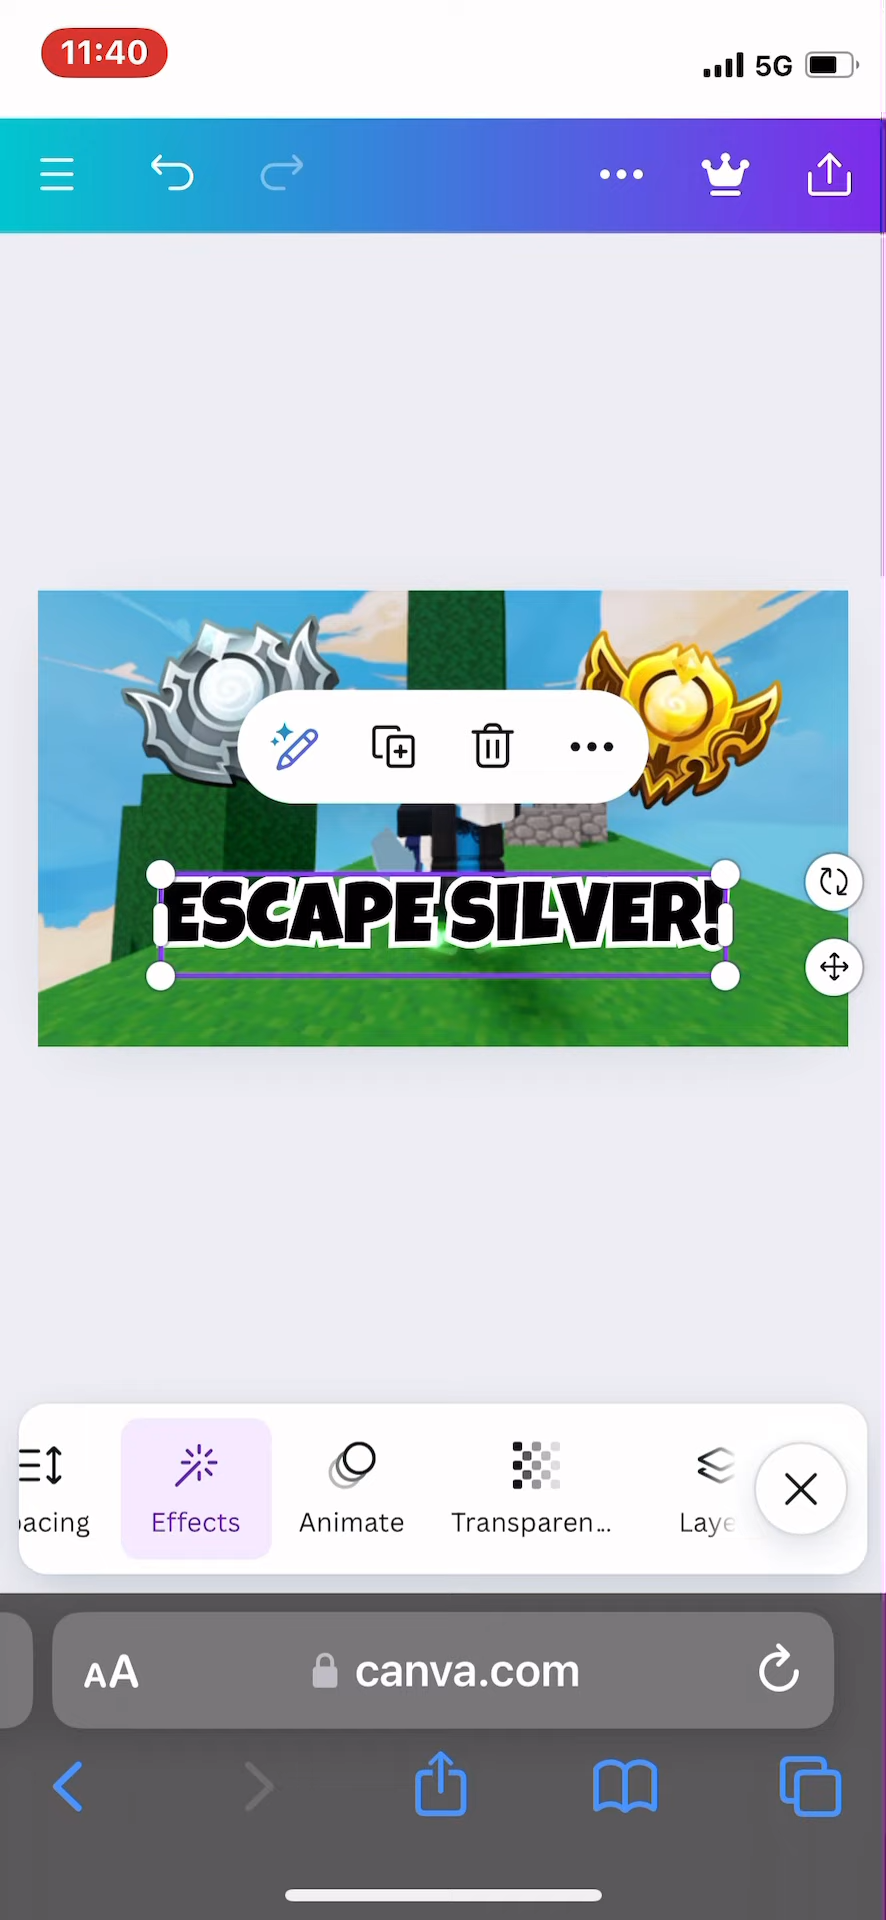 11:40
5G
ESCAPE SILVER!
acing
Effects
Animate
Transparen...
Laye
AA
canva.com